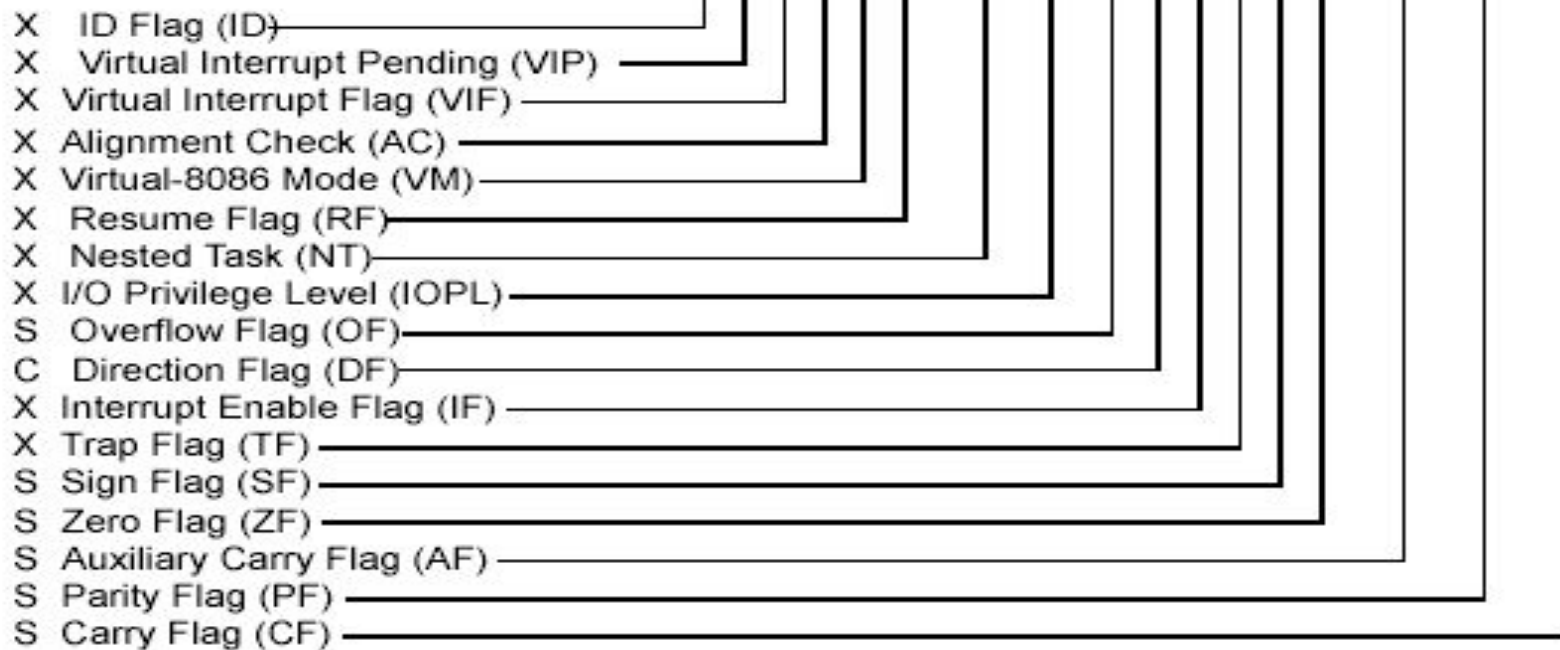 X ID Flag (ID)
X Virtual Interrupt Pending (VIP)
X Virtual Interrupt Flag (VIF)
X Alignment Check (AC)
X Virtual-8086 Mode (VM)
X Resume Flag (RF)
X Nested Task (NT)
X I/O Privilege Level (IOPL)
S Overflow Flag (OF)
C Direction Flag (DF)
X Interrupt Enable Flag (IF)
X Trap Flag (TF)
S Sign Flag (SF)
S Zero Flag (ZF)
S Auxiliary Carry Flag (AF)
S Parity Flag (PF)
S Carry Flag (CF)